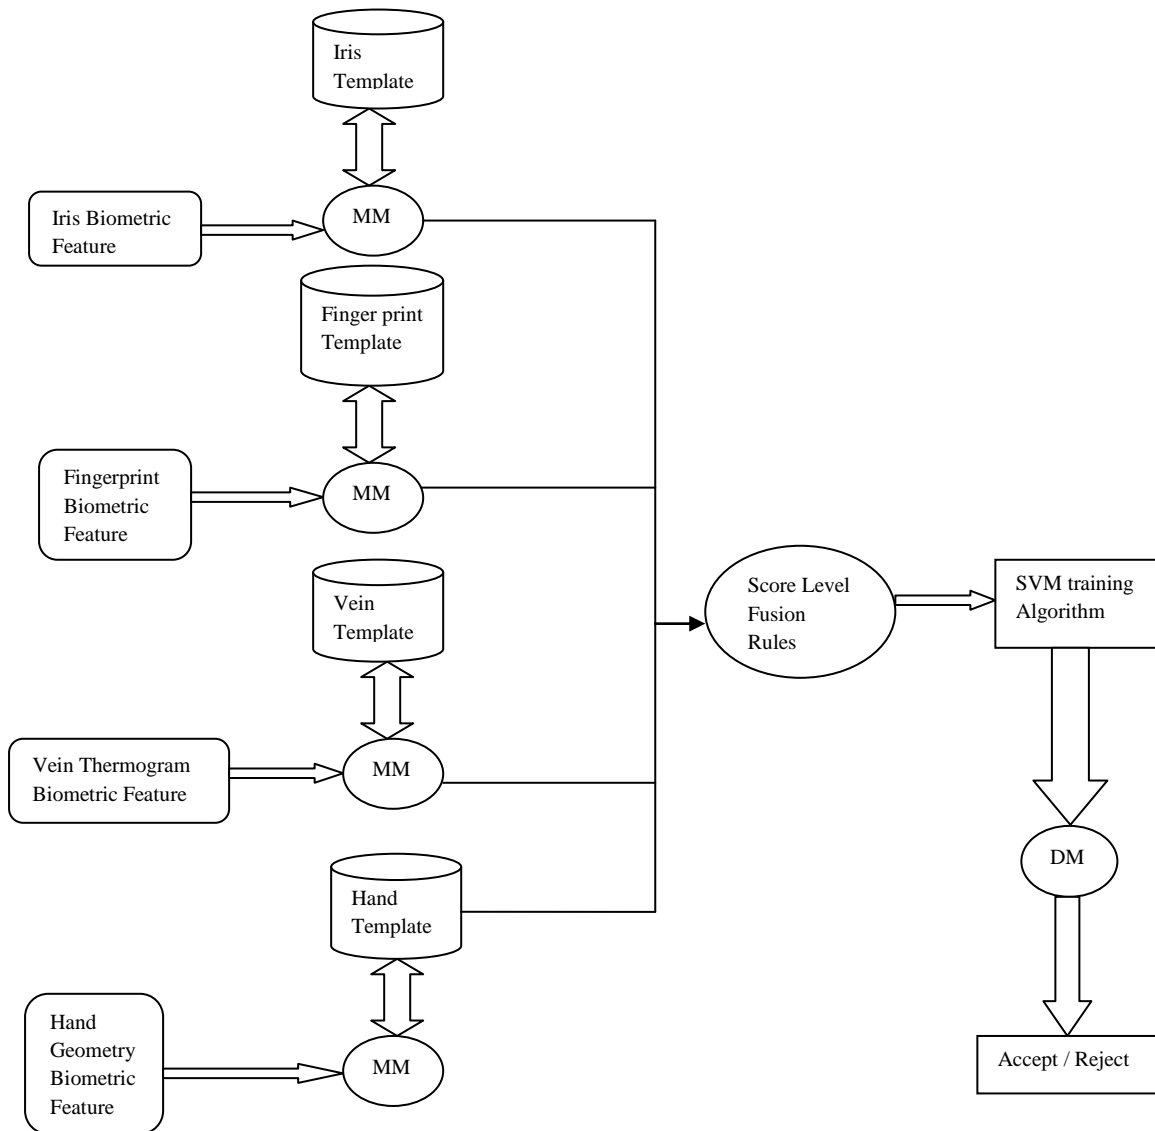 Iris
Template
Iris Biometric
Feature
MM
Finger print
Template
Fingerprint
Biometric
Feature
MM
Vein
Template
Vein Thermogram
Biometric Feature
MM
Hand
Template
Hand
Geometry
Biometric
Feature
MM
Score Level
Fusion
Rules
SVM training
Algorithm
DM
Accept / Reject